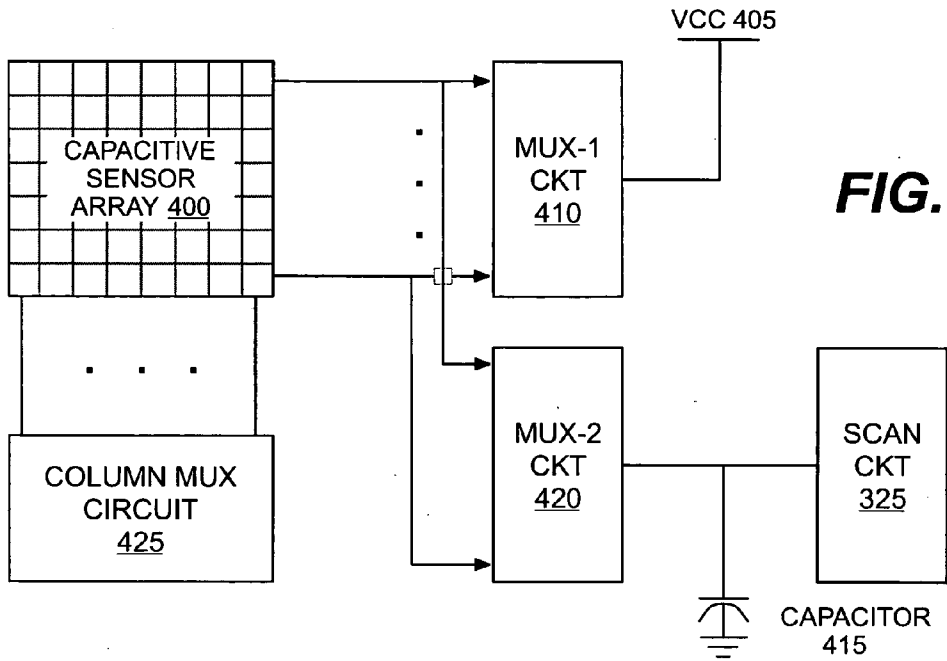 VCC 405
CAPACITIVE
SENSOR
ARRAY 400
MUX-1
CKT
410
FIG.
MUX-2
CKT
420
SCAN
CKT
325
COLUMN MUX
CIRCUIT
425
CAPACITOR
415